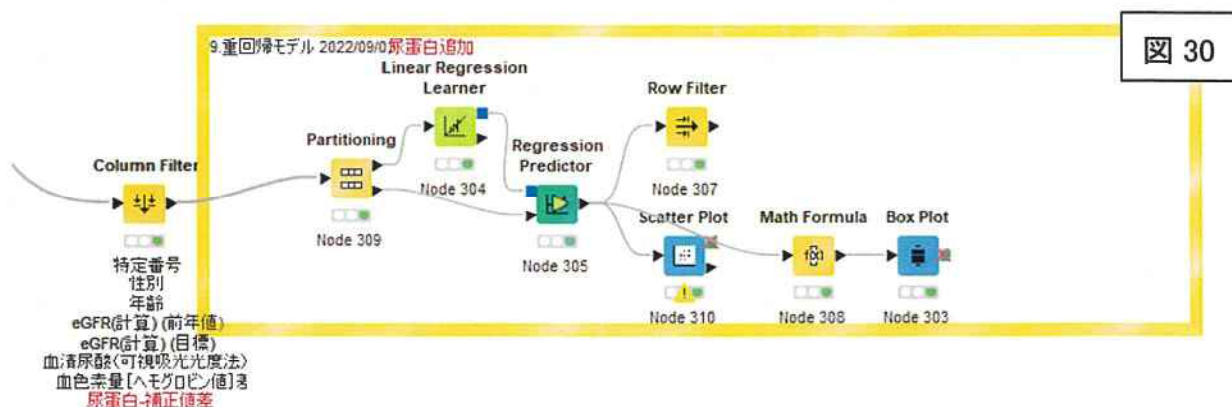 図 30
9.重回帰モデル 2022/09/0尿蛋白追加
Linear Regression
Learner
Row Filter
Partitioning
Regression
Predictor
Column Filter
Node 304
Node 307
Scatter Plot
Math Formula
Box Plot
Node 309
Node 305
特定番号
性別
年齢
Node 310
Node 308
Node 303
eGFR(計算) (前年値)
eGFR(計算) (目標)
血清尿酸(可視吸光光度法)
血色素量[ヘモグロビン値]
尿蛋白-補正値差